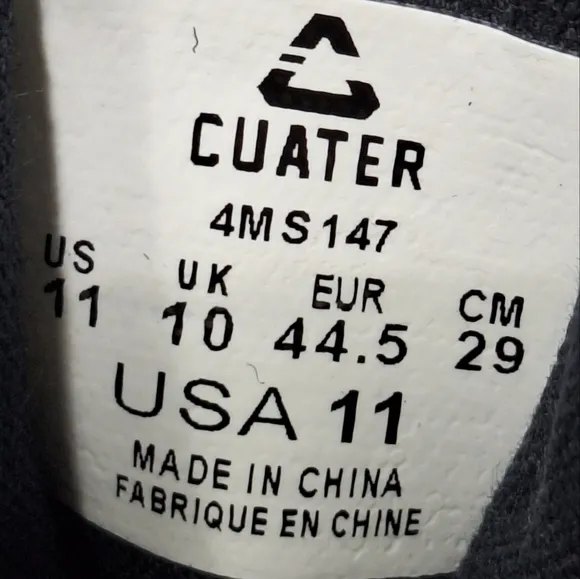 CUATER
4MS147
US UK EUR CM
11 10 44.5 29
USA 11
MADE IN CHINA
FABRIQUE EN CHINE